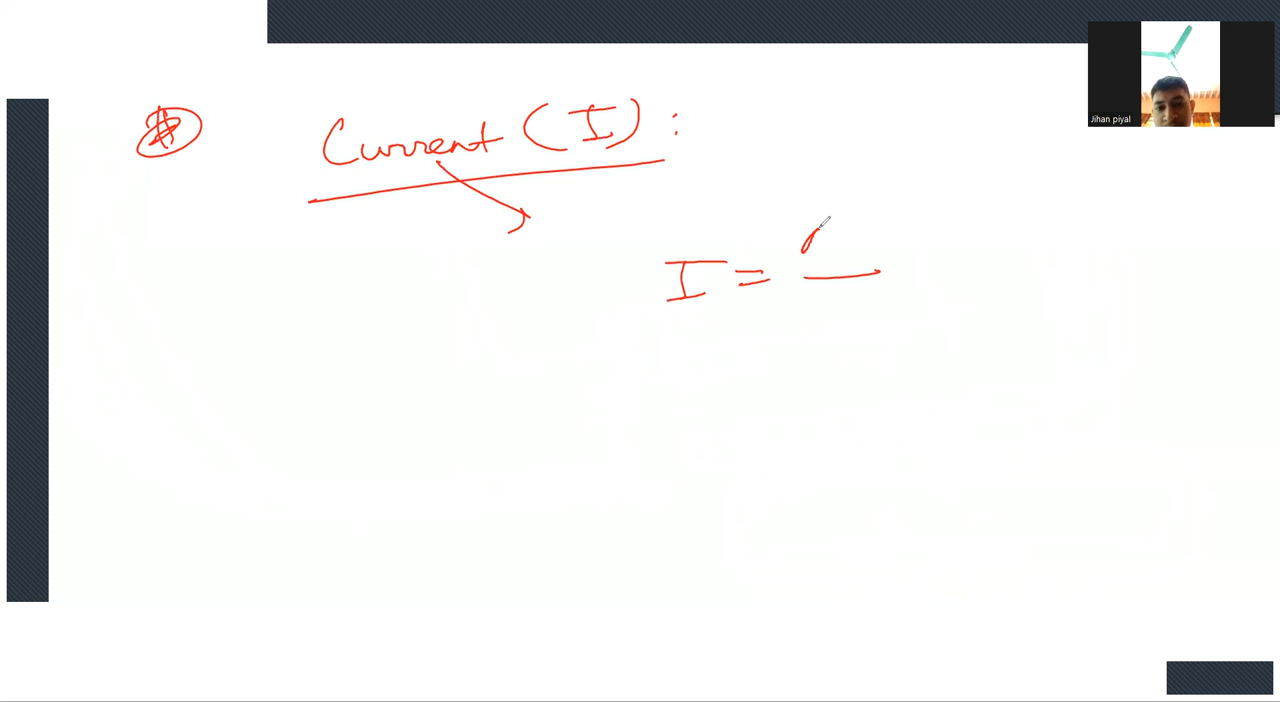 Current (I) :
I =
Jihan piyal